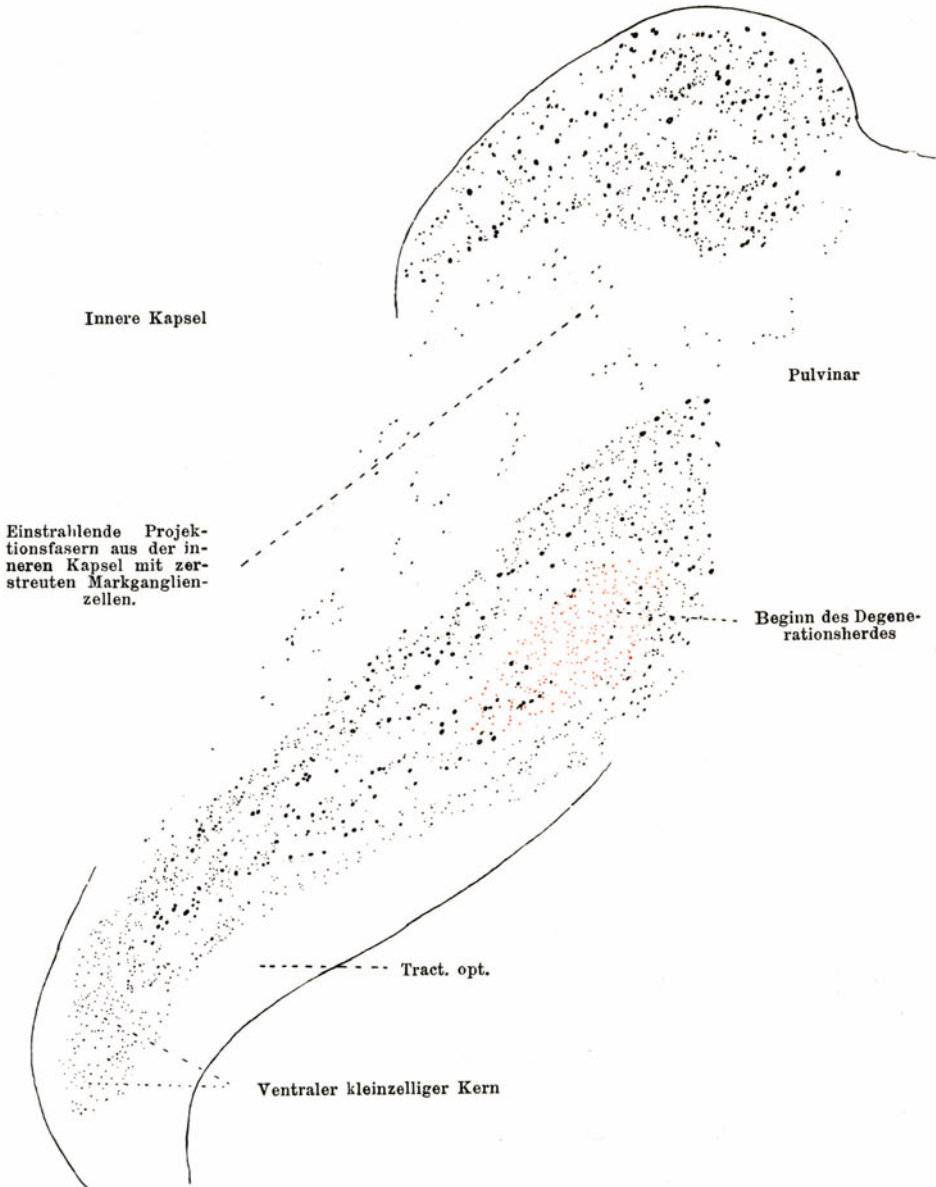 Innere Kapsel
Pulvinar
Einstrahlende Projek-
tionsfasern aus der in-
neren Kapsel mit zer-
streuten Markganglien-
zellen.
Beginn des Degene-
rationsherdes
Tract. opt.
Ventraler kleinzelliger Kern